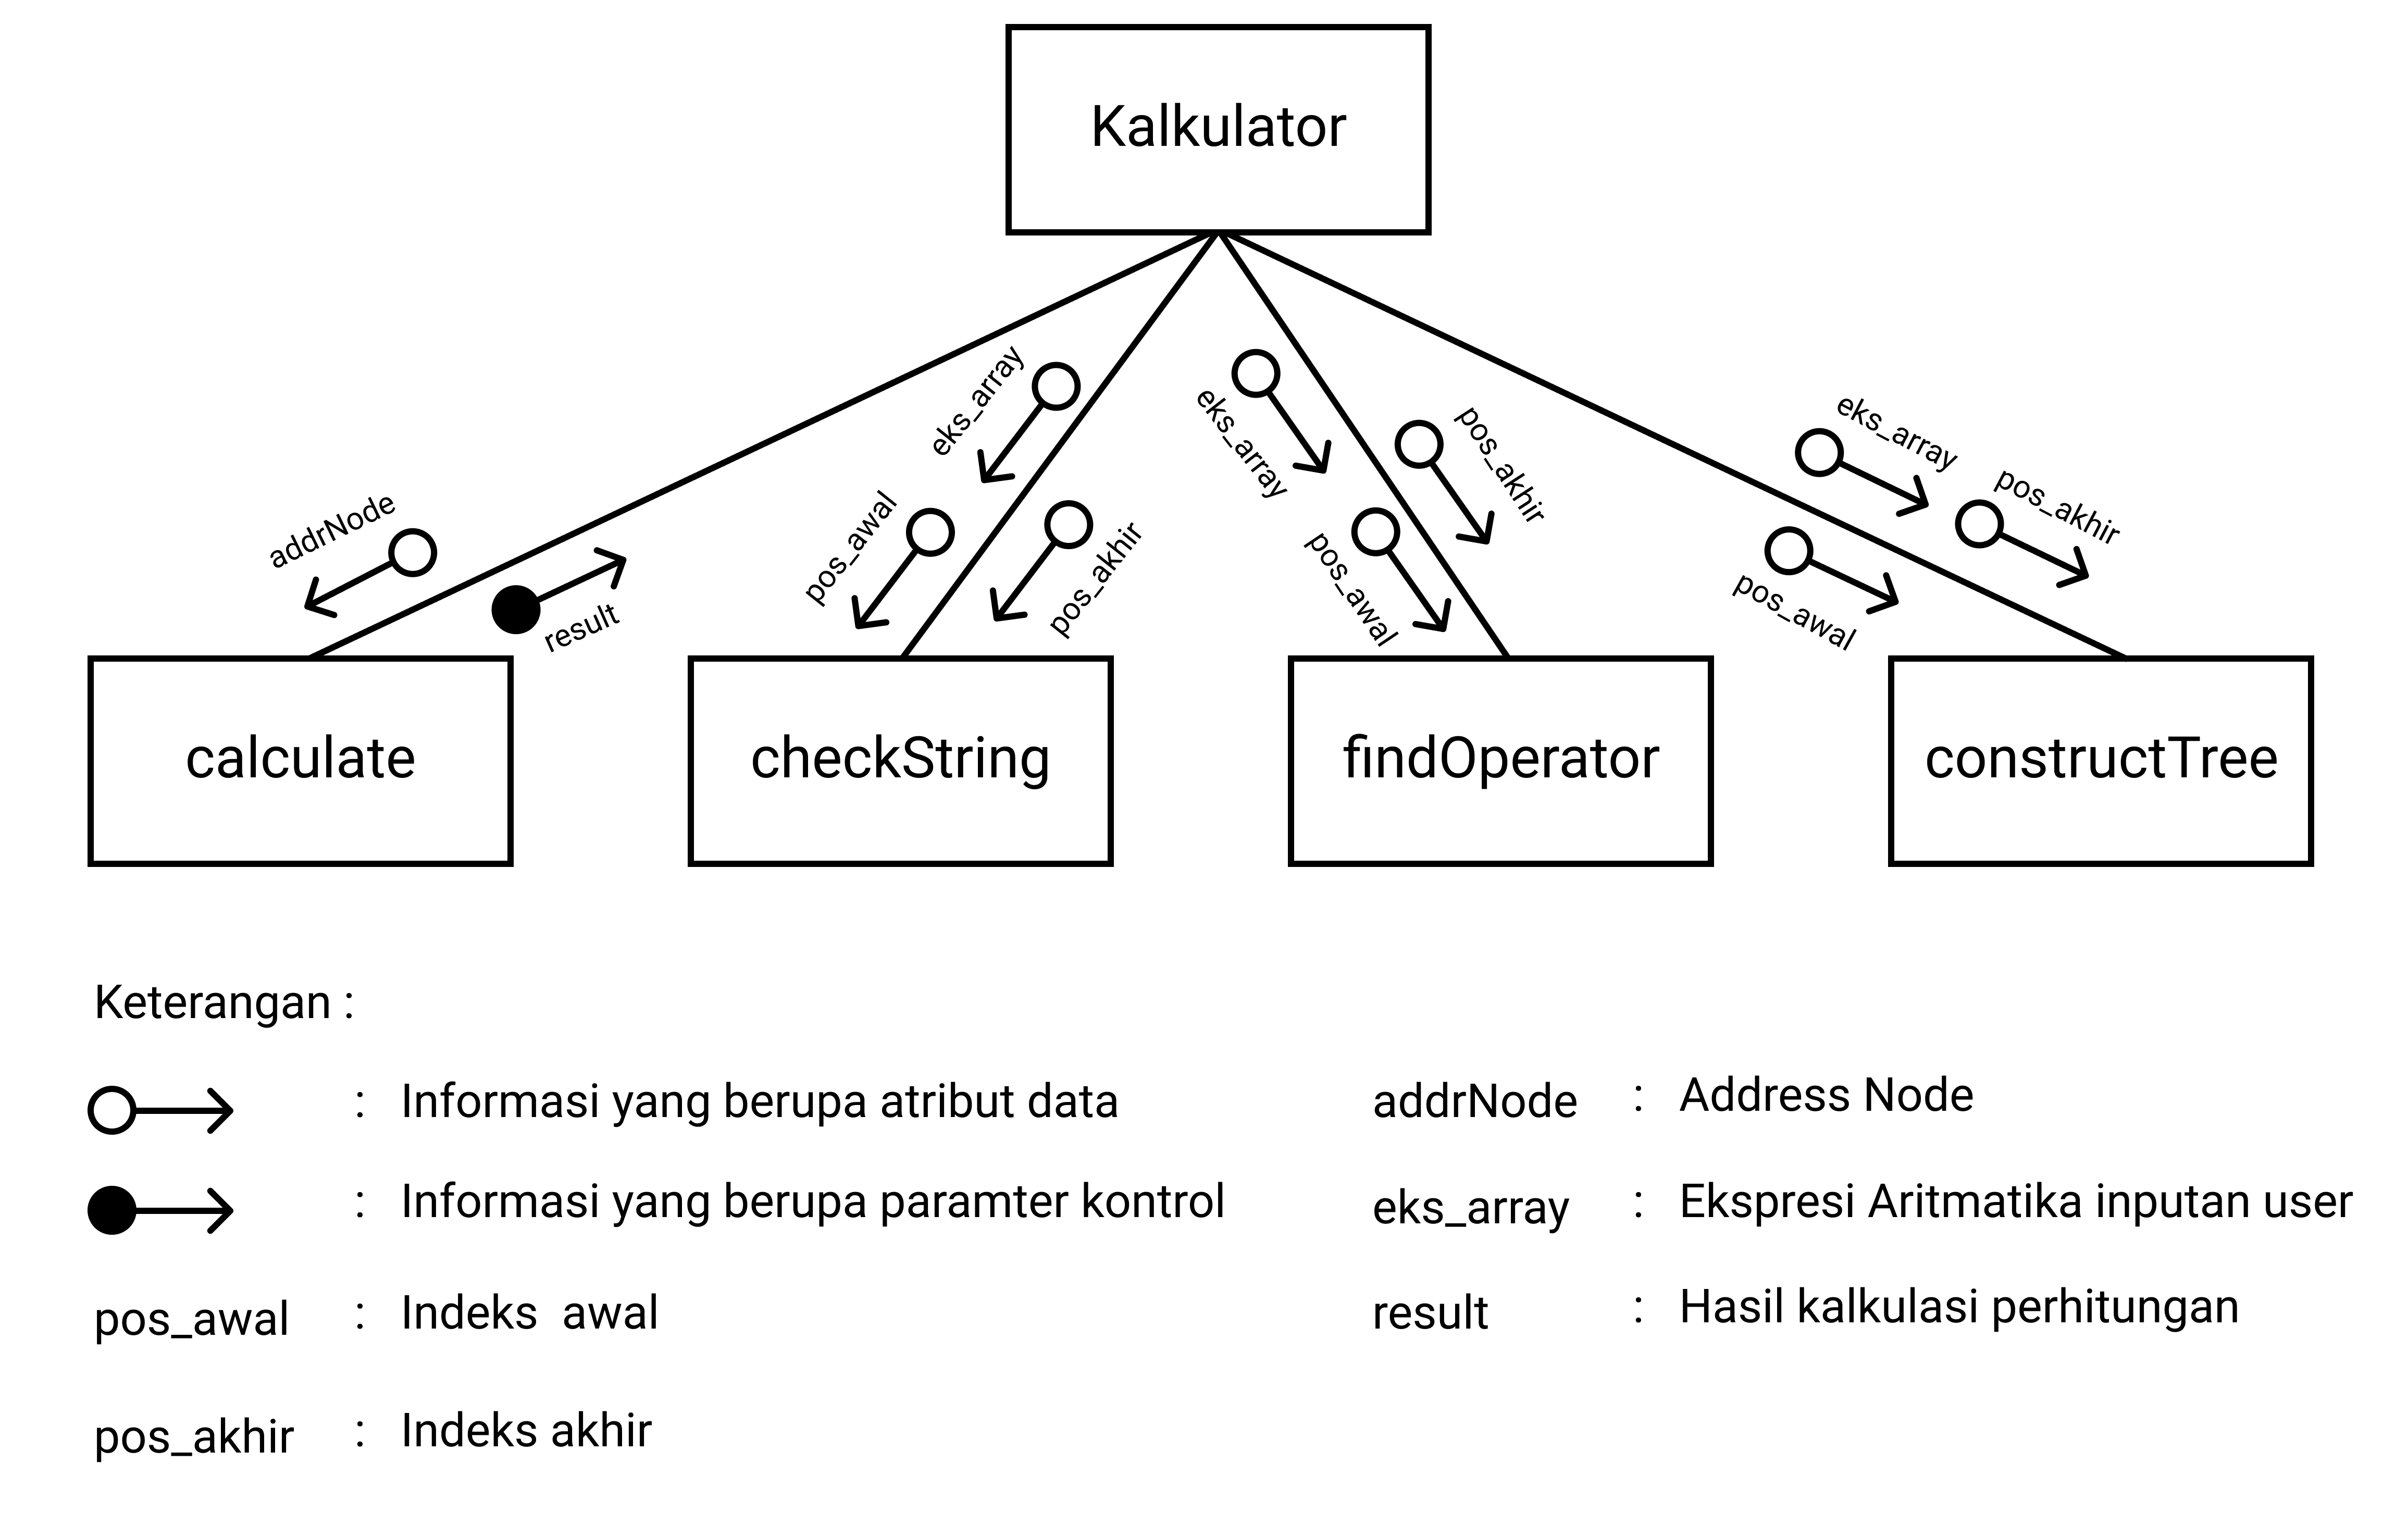 Kalkulator
addrNode
result
eks_array
pos_awal
pos_akhir
eks_array
pos_awal
pos_akhir
eks_array
pos_akhir
pos_awal
calculate
checkString
findOperator
constructTree
Keterangan :
: Informasi yang berupa atribut data
: Informasi yang berupa paramter kontrol
pos_awal : Indeks awal
pos_akhir : Indeks akhir
addrNode : Address Node
eks_array : Ekspresi Aritmatika inputan user
result : Hasil kalkulasi perhitungan